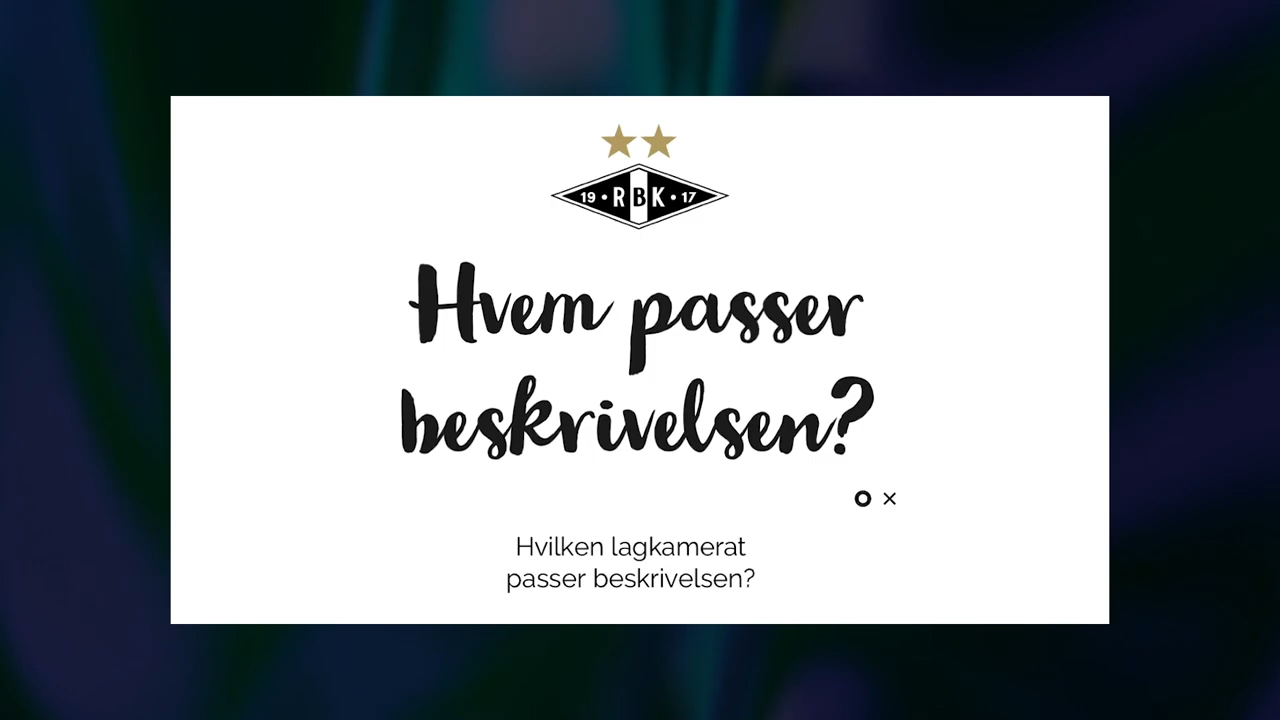 19 • RBK • 17
Hvem passer
beskrivelsen?
Hvilken lagkamerat
passer beskrivelsen?